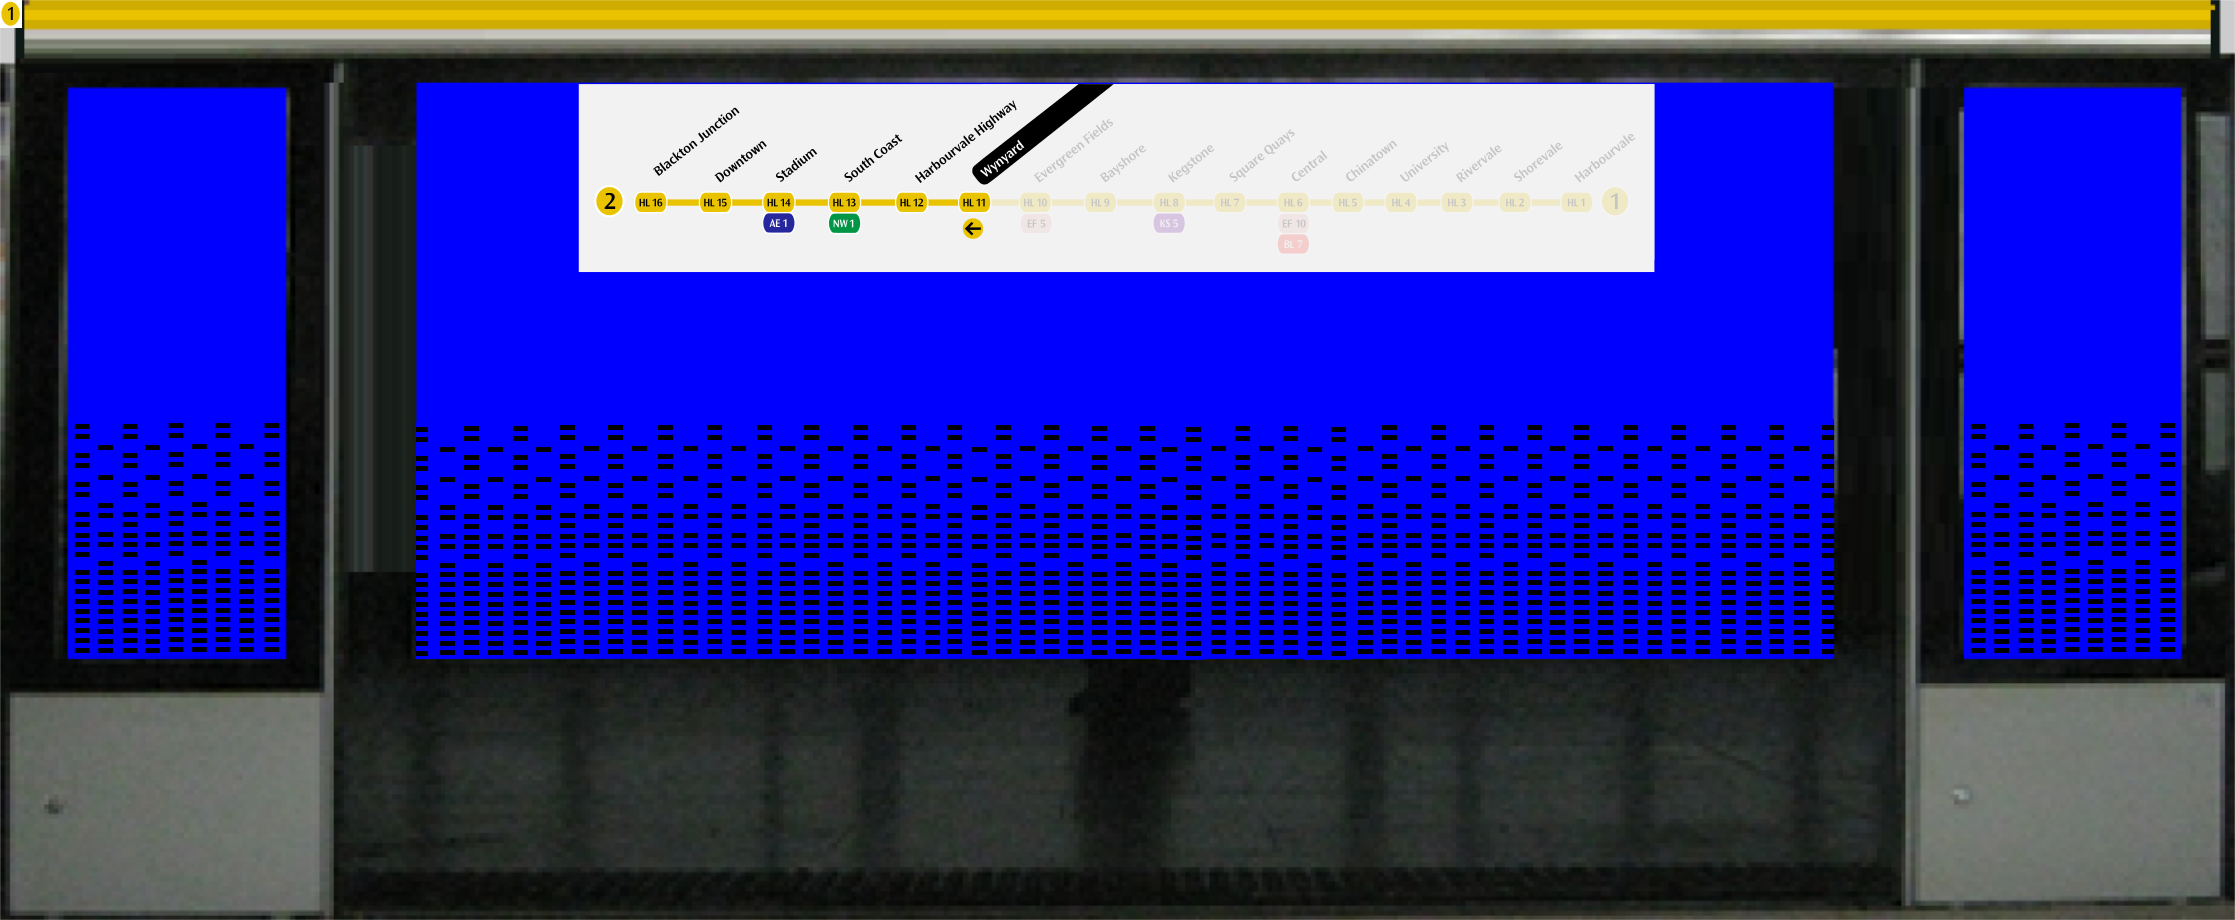 1
Blackton Junction
Downtown
Stadium
South Coast
Harbourvale Highway
Wynyard
Evergreen Fields
Bayshore
Kegstone
Square Quays
Central
Chinatown
University
Rivervale
Shorevale
Harbourvale
2 HL 16 HL 15 HL 14 HL 13 HL 12 HL 11 HL 10 HL 9 HL 8 HL 7 HL 6 HL 5 HL 4 HL 3 HL 2 HL 1 1
AE 1 NW 1 EF 5 KS 5 EF 10
BL 7